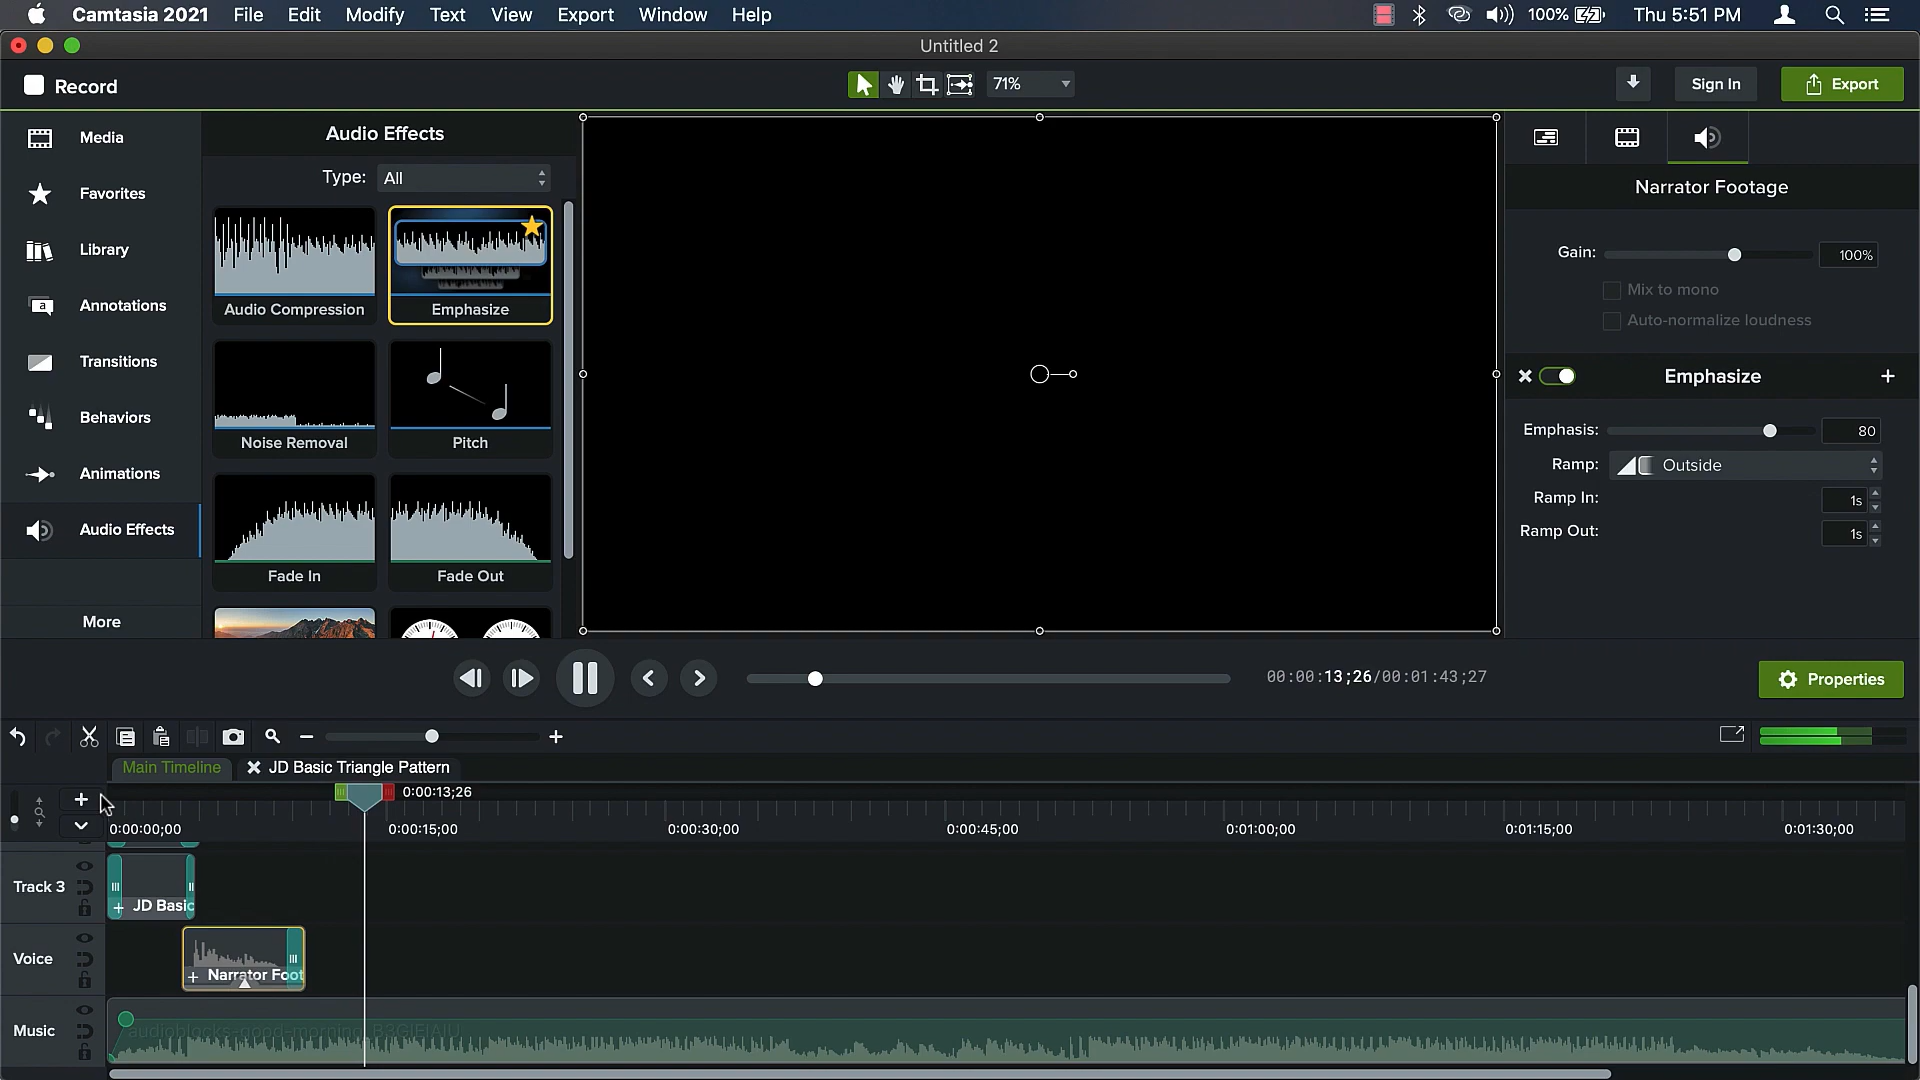 Camtasia 2021 File Edit Modify Text View Export Window Help 100% Thu 5:51 PM
Untitled 2
Record 71% Sign In Export
Media
Favorites
Library
Annotations
Transitions
Behaviors
Animations
Audio Effects
More
Audio Effects
Type: All
Audio Compression Emphasize
Noise Removal Pitch
Fade In Fade Out
Narrator Footage
Gain: 100%
Mix to mono
Auto-normalize loudness
Emphasize
Emphasis: 80
Ramp: Outside
Ramp In: 1s
Ramp Out: 1s
00:00:13;26/00:01:43;27
Properties
Main Timeline JD Basic Triangle Pattern
0:00:13;26
0:00:00;00 0:00:15;00 0:00:30;00 0:00:45;00 0:01:00;00 0:01:15;00 0:01:30;00
Track 3 JD Basic
Voice Narrator Foot
Music audioblocks-good-morning